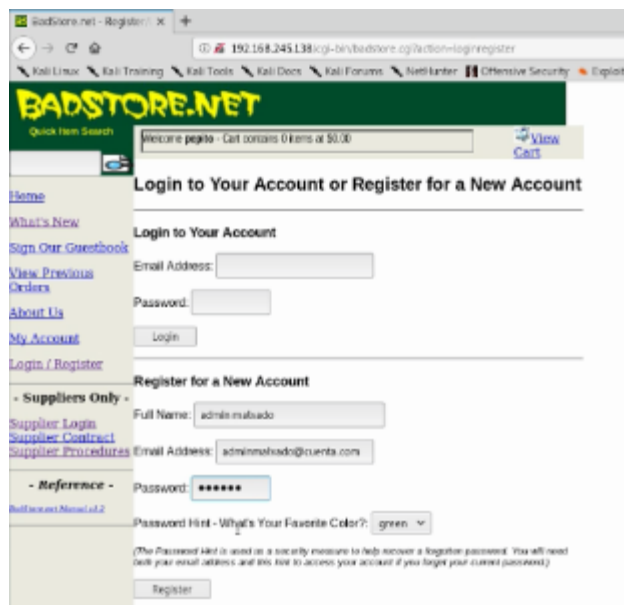 BadStore.net - Register/
192.168.245.138/cgi-bin/badstore.cgi?action=loginregister
Kali Linux Kali Training Kali Tools Kali Docs Kali Forums NetHunter Offensive Security Exploit
BADSTORE.NET
Quick Item Search
Welcome pepito - Cart contains 0 items at $0.00
View Cart
Login to Your Account or Register for a New Account
Home
What's New
Sign Our Guestbook
View Previous
Orders
About Us
My Account
Login / Register
- Suppliers Only -
Supplier Login
Supplier Contract
Supplier Procedures
- Reference -
BadStore.net Manual v1.2
Login to Your Account
Email Address:
Password:
Login
Register for a New Account
Full Name: admin malvado
Email Address: adminmalvado@cuenta.com
Password: ••••••
Password Hint - What's Your Favorite Color?: green
(The Password Hint is used as a security measure to help recover a forgotten password. You will need
both your email address and this hint to access your account if you forget your current password.)
Register